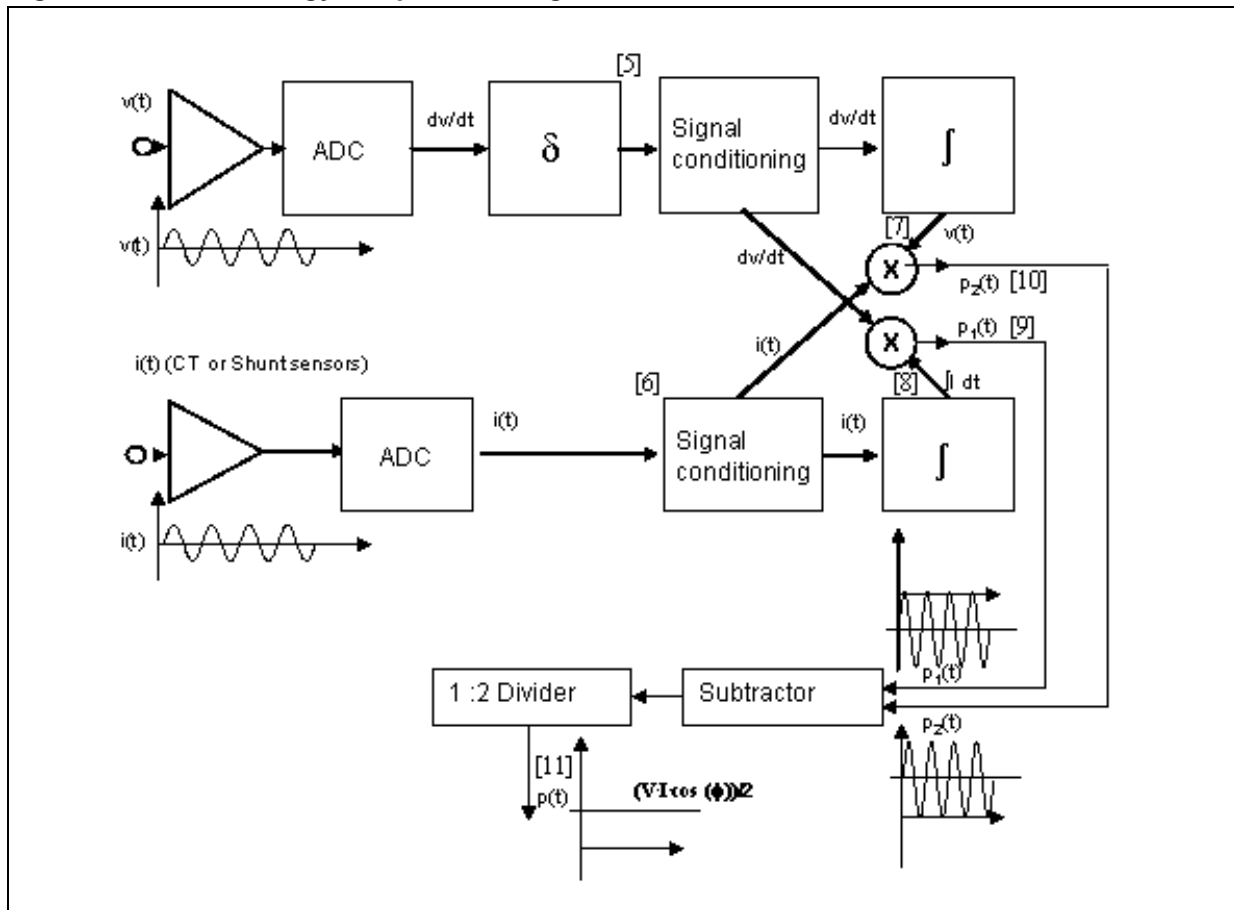 [5]
v(t)
ADC
dv/dt
δ
Signal
conditioning
dv/dt
∫
v(t)
[7]
v(t)
dv/dt
X
p₂(t) [10]
X
p₁(t) [9]
i(t)
i(t) (CT or Shunt sensors)
[6]
[8]
∫I dt
ADC
i(t)
Signal
conditioning
i(t)
∫
i(t)
p₁(t)
1 :2 Divider
Subtractor
p₂(t)
[11]
p(t)
(V·I·cos (ϕ))/2